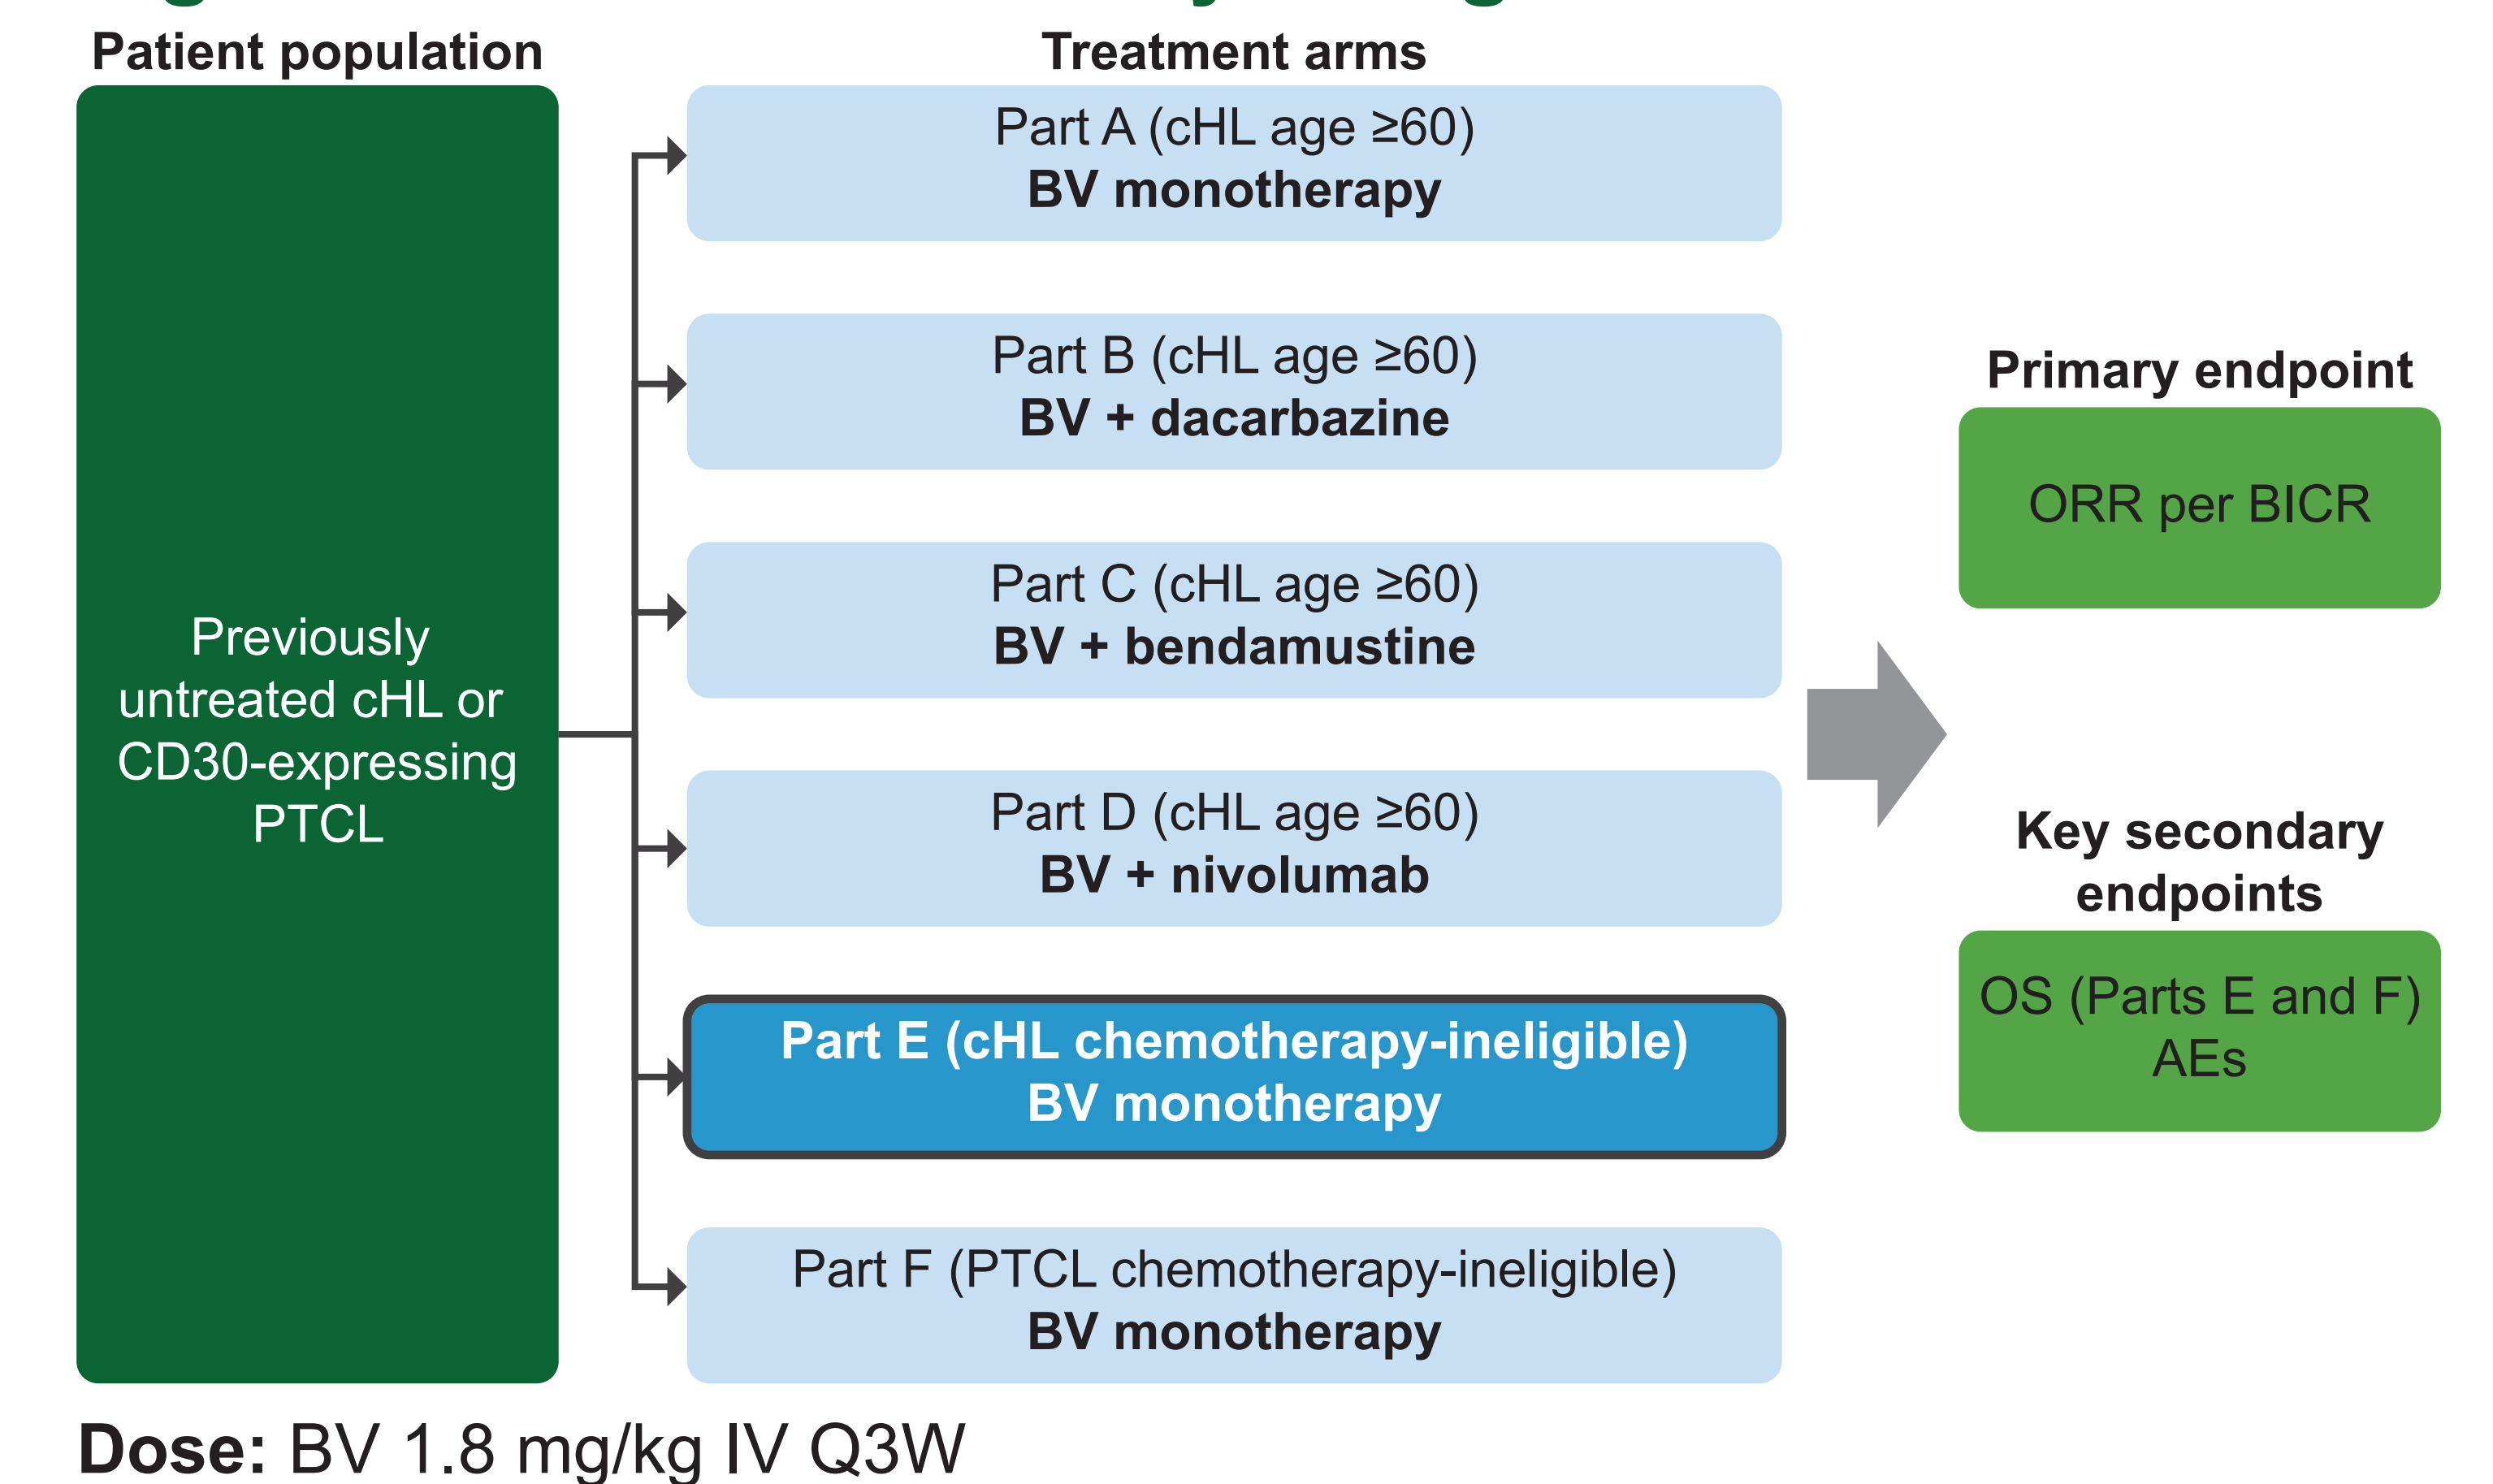 Patient population
Previously
untreated cHL or
CD30-expressing
PTCL
Treatment arms
Part A (cHL age ≥60)
BV monotherapy
Part B (cHL age ≥60)
BV + dacarbazine
Part C (cHL age ≥60)
BV + bendamustine
Part D (cHL age ≥60)
BV + nivolumab
Part E (cHL chemotherapy-ineligible)
BV monotherapy
Part F (PTCL chemotherapy-ineligible)
BV monotherapy
Primary endpoint
ORR per BICR
Key secondary
endpoints
OS (Parts E and F)
AEs
Dose: BV 1.8 mg/kg IV Q3W